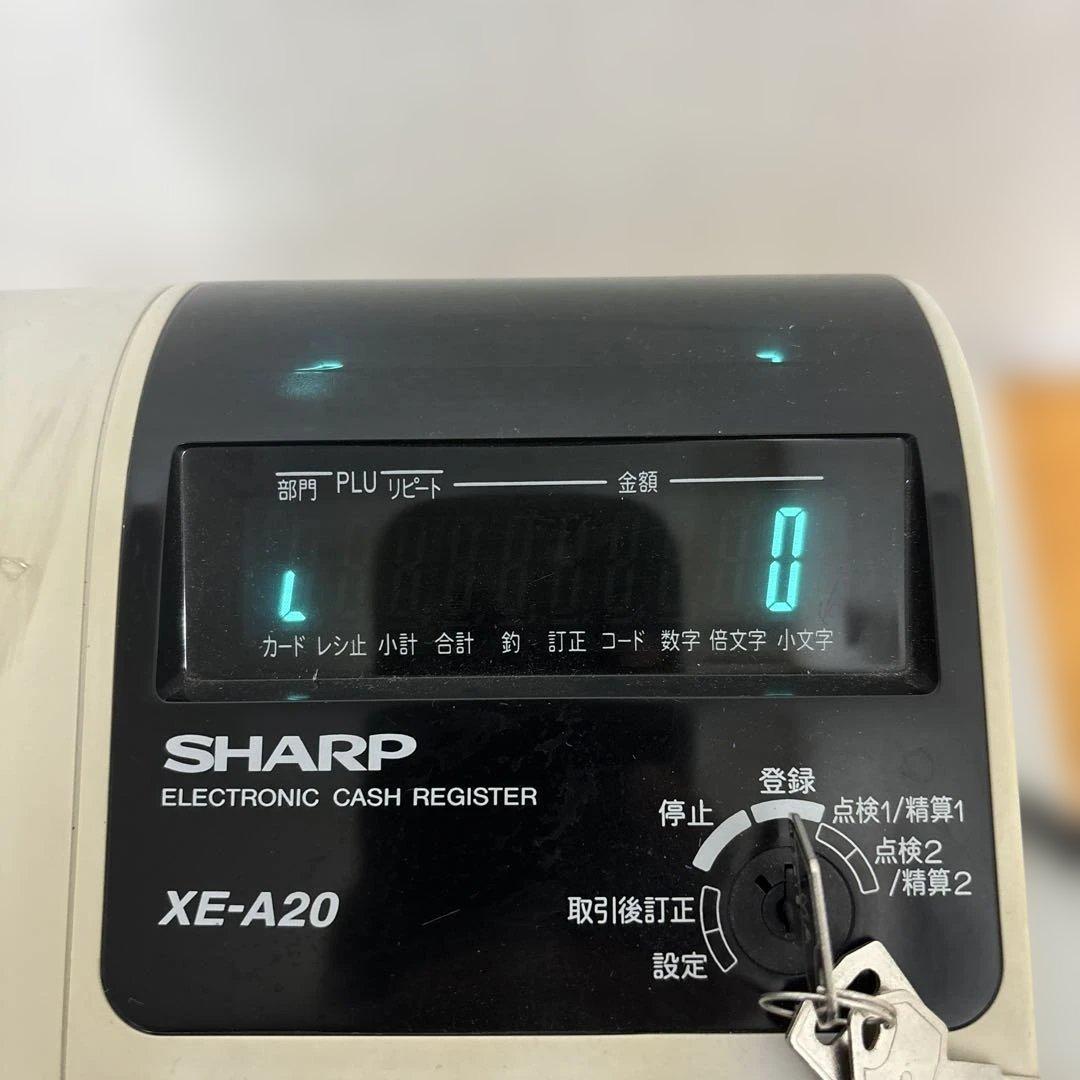 部門 PLU リピート 金額
L 0
カード レシ止 小計 合計 釣 訂正 コード 数字 倍文字 小文字
SHARP
ELECTRONIC CASH REGISTER
XE-A20
登録
停止
点検1/精算1
点検2
/精算2
取引後訂正
設定